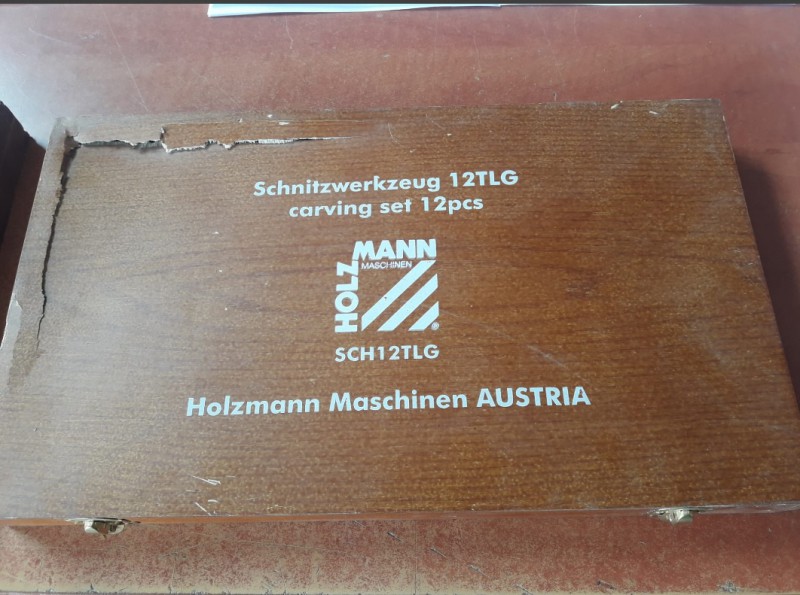 Schnitzwerkzeug 12TLG
carving set 12pcs
HOLZMANN
MASCHINEN
®
SCH12TLG
Holzmann Maschinen AUSTRIA